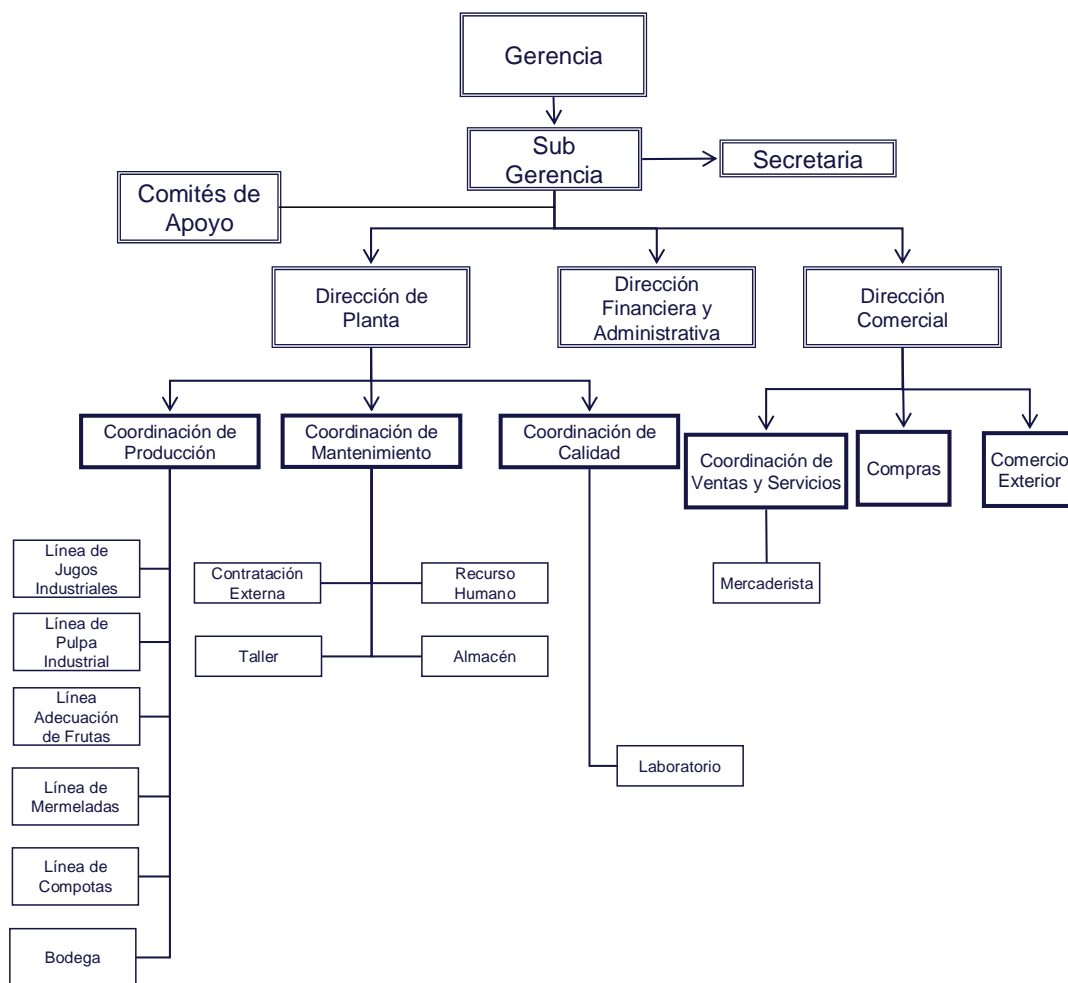 Gerencia
Sub
Gerencia
Secretaria
Comités de
Apoyo
Dirección de
Planta
Dirección
Financiera y
Administrativa
Dirección
Comercial
Coordinación de
Producción
Coordinación de
Mantenimiento
Coordinación de
Calidad
Coordinación de
Ventas y Servicios
Compras
Comercio
Exterior
Línea de
Jugos
Industriales
Línea de
Pulpa
Industrial
Línea
Adecuación
de Frutas
Línea de
Mermeladas
Línea de
Compotas
Bodega
Contratación
Externa
Recurso
Humano
Taller
Almacén
Laboratorio
Mercaderista